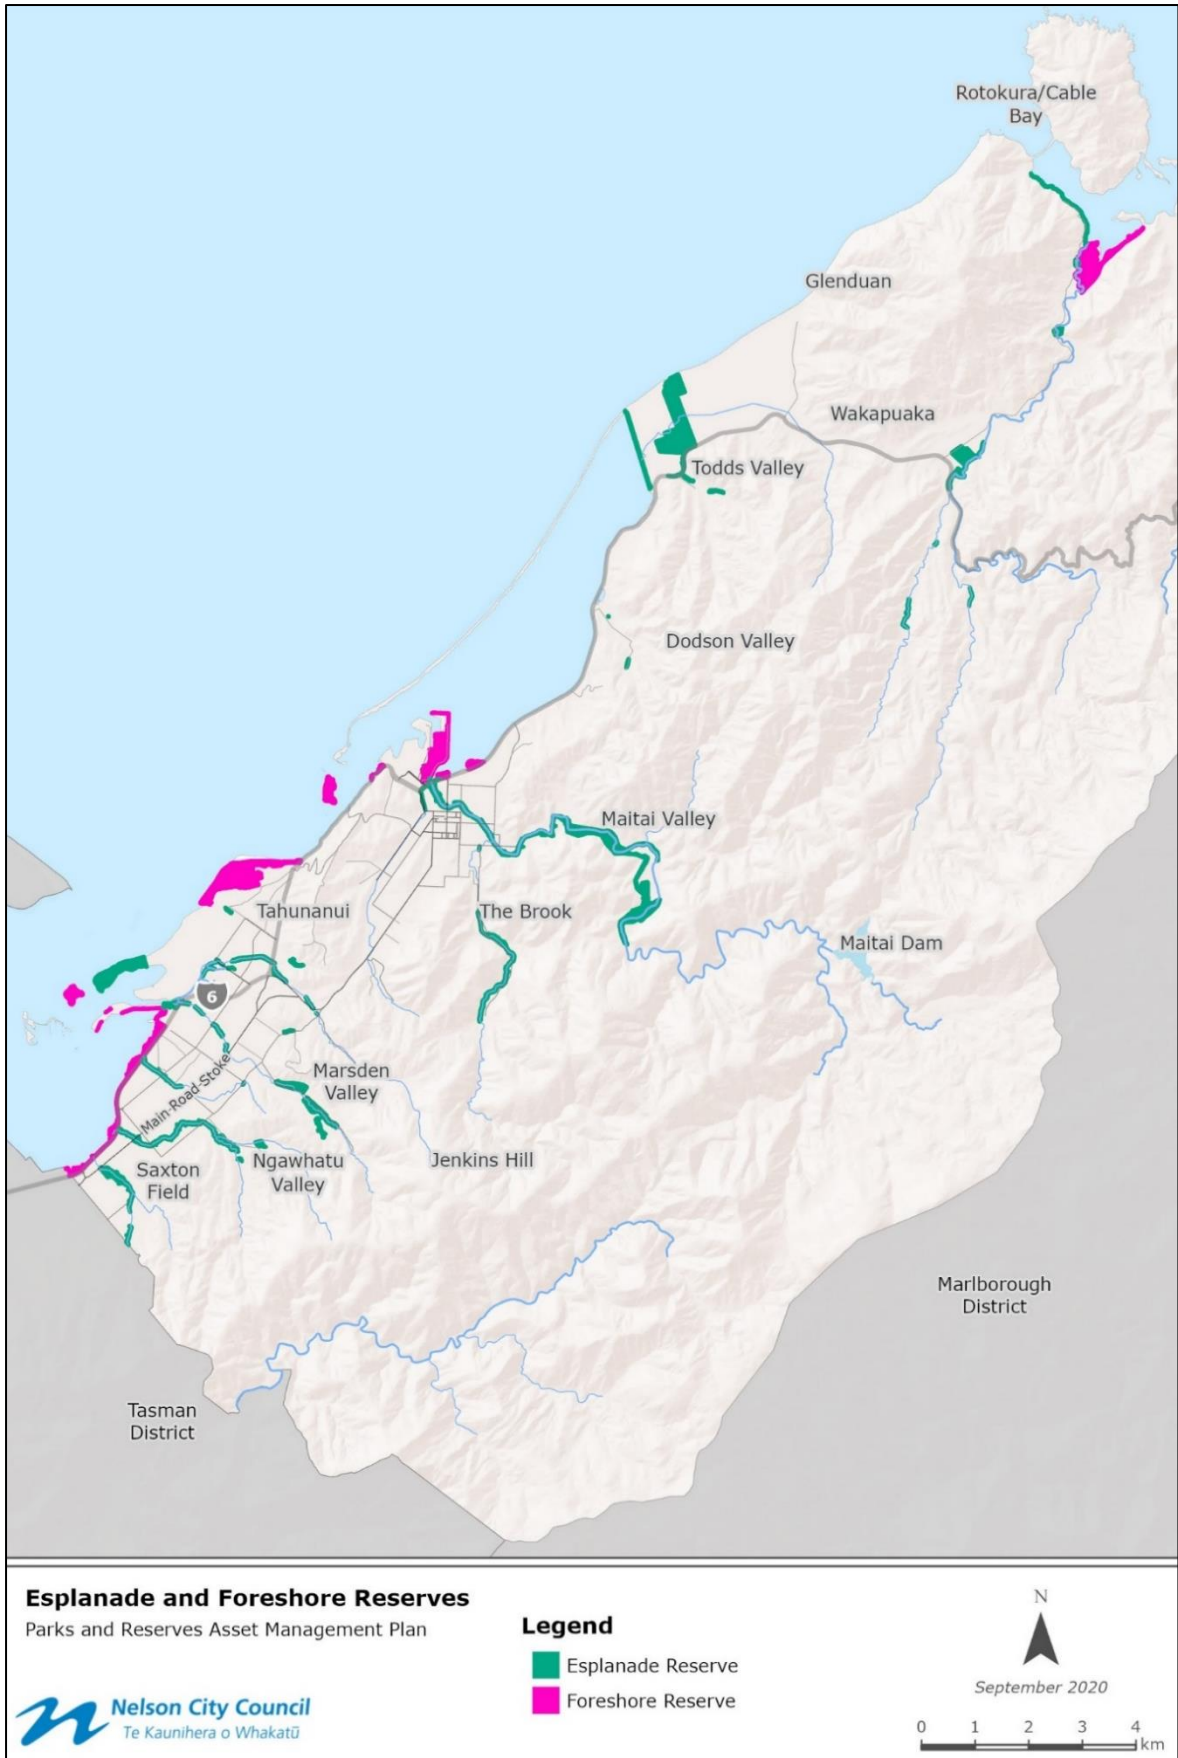 Rotokura/Cable
Bay
Glenduan
Wakapuaka
Todds Valley
Dodson Valley
Maitai Valley
Tahunanui
The Brook
Maitai Dam
6
Marsden
Valley
Main-Road-Stoke
Saxton
Field
Ngawhatu
Valley
Jenkins Hill
Marlborough
District
Tasman
District
Esplanade and Foreshore Reserves
Parks and Reserves Asset Management Plan
Nelson City Council
Te Kaunihera o Whakatū
Legend
Esplanade Reserve
Foreshore Reserve
N
September 2020
0 1 2 3 4
km